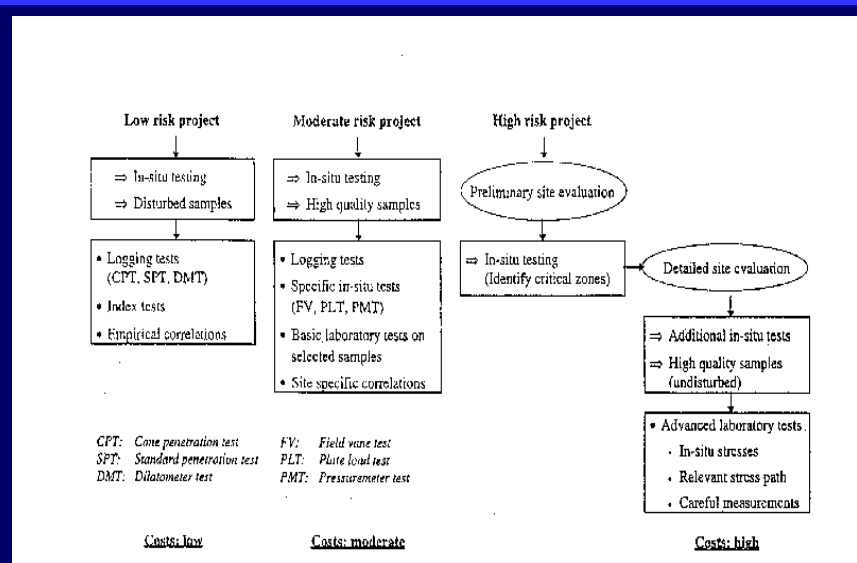 Low risk project
⇒ In-situ testing
⇒ Disturbed samples
• Logging tests
(CPT, SPT, DMT)
• Index tests
• Empirical correlations
CPT: Cone penetration test
SPT: Standard penetration test
DMT: Dilatometer test
Costs: low
Moderate risk project
⇒ In-situ testing
⇒ High quality samples
• Logging tests
• Specific in-situ tests
(FV, PLT, PMT)
• Basic laboratory tests on
selected samples
• Site specific correlations
FV: Field vane test
PLT: Plate load test
PMT: Pressuremeter test
Costs: moderate
High risk project
Preliminary site evaluation
⇒ In-situ testing
(Identify critical zones)
Detailed site evaluation
⇒ Additional in-situ tests
⇒ High quality samples
(undisturbed)
• Advanced laboratory tests:
• In-situ stresses
• Relevant stress path
• Careful measurements
Costs: high